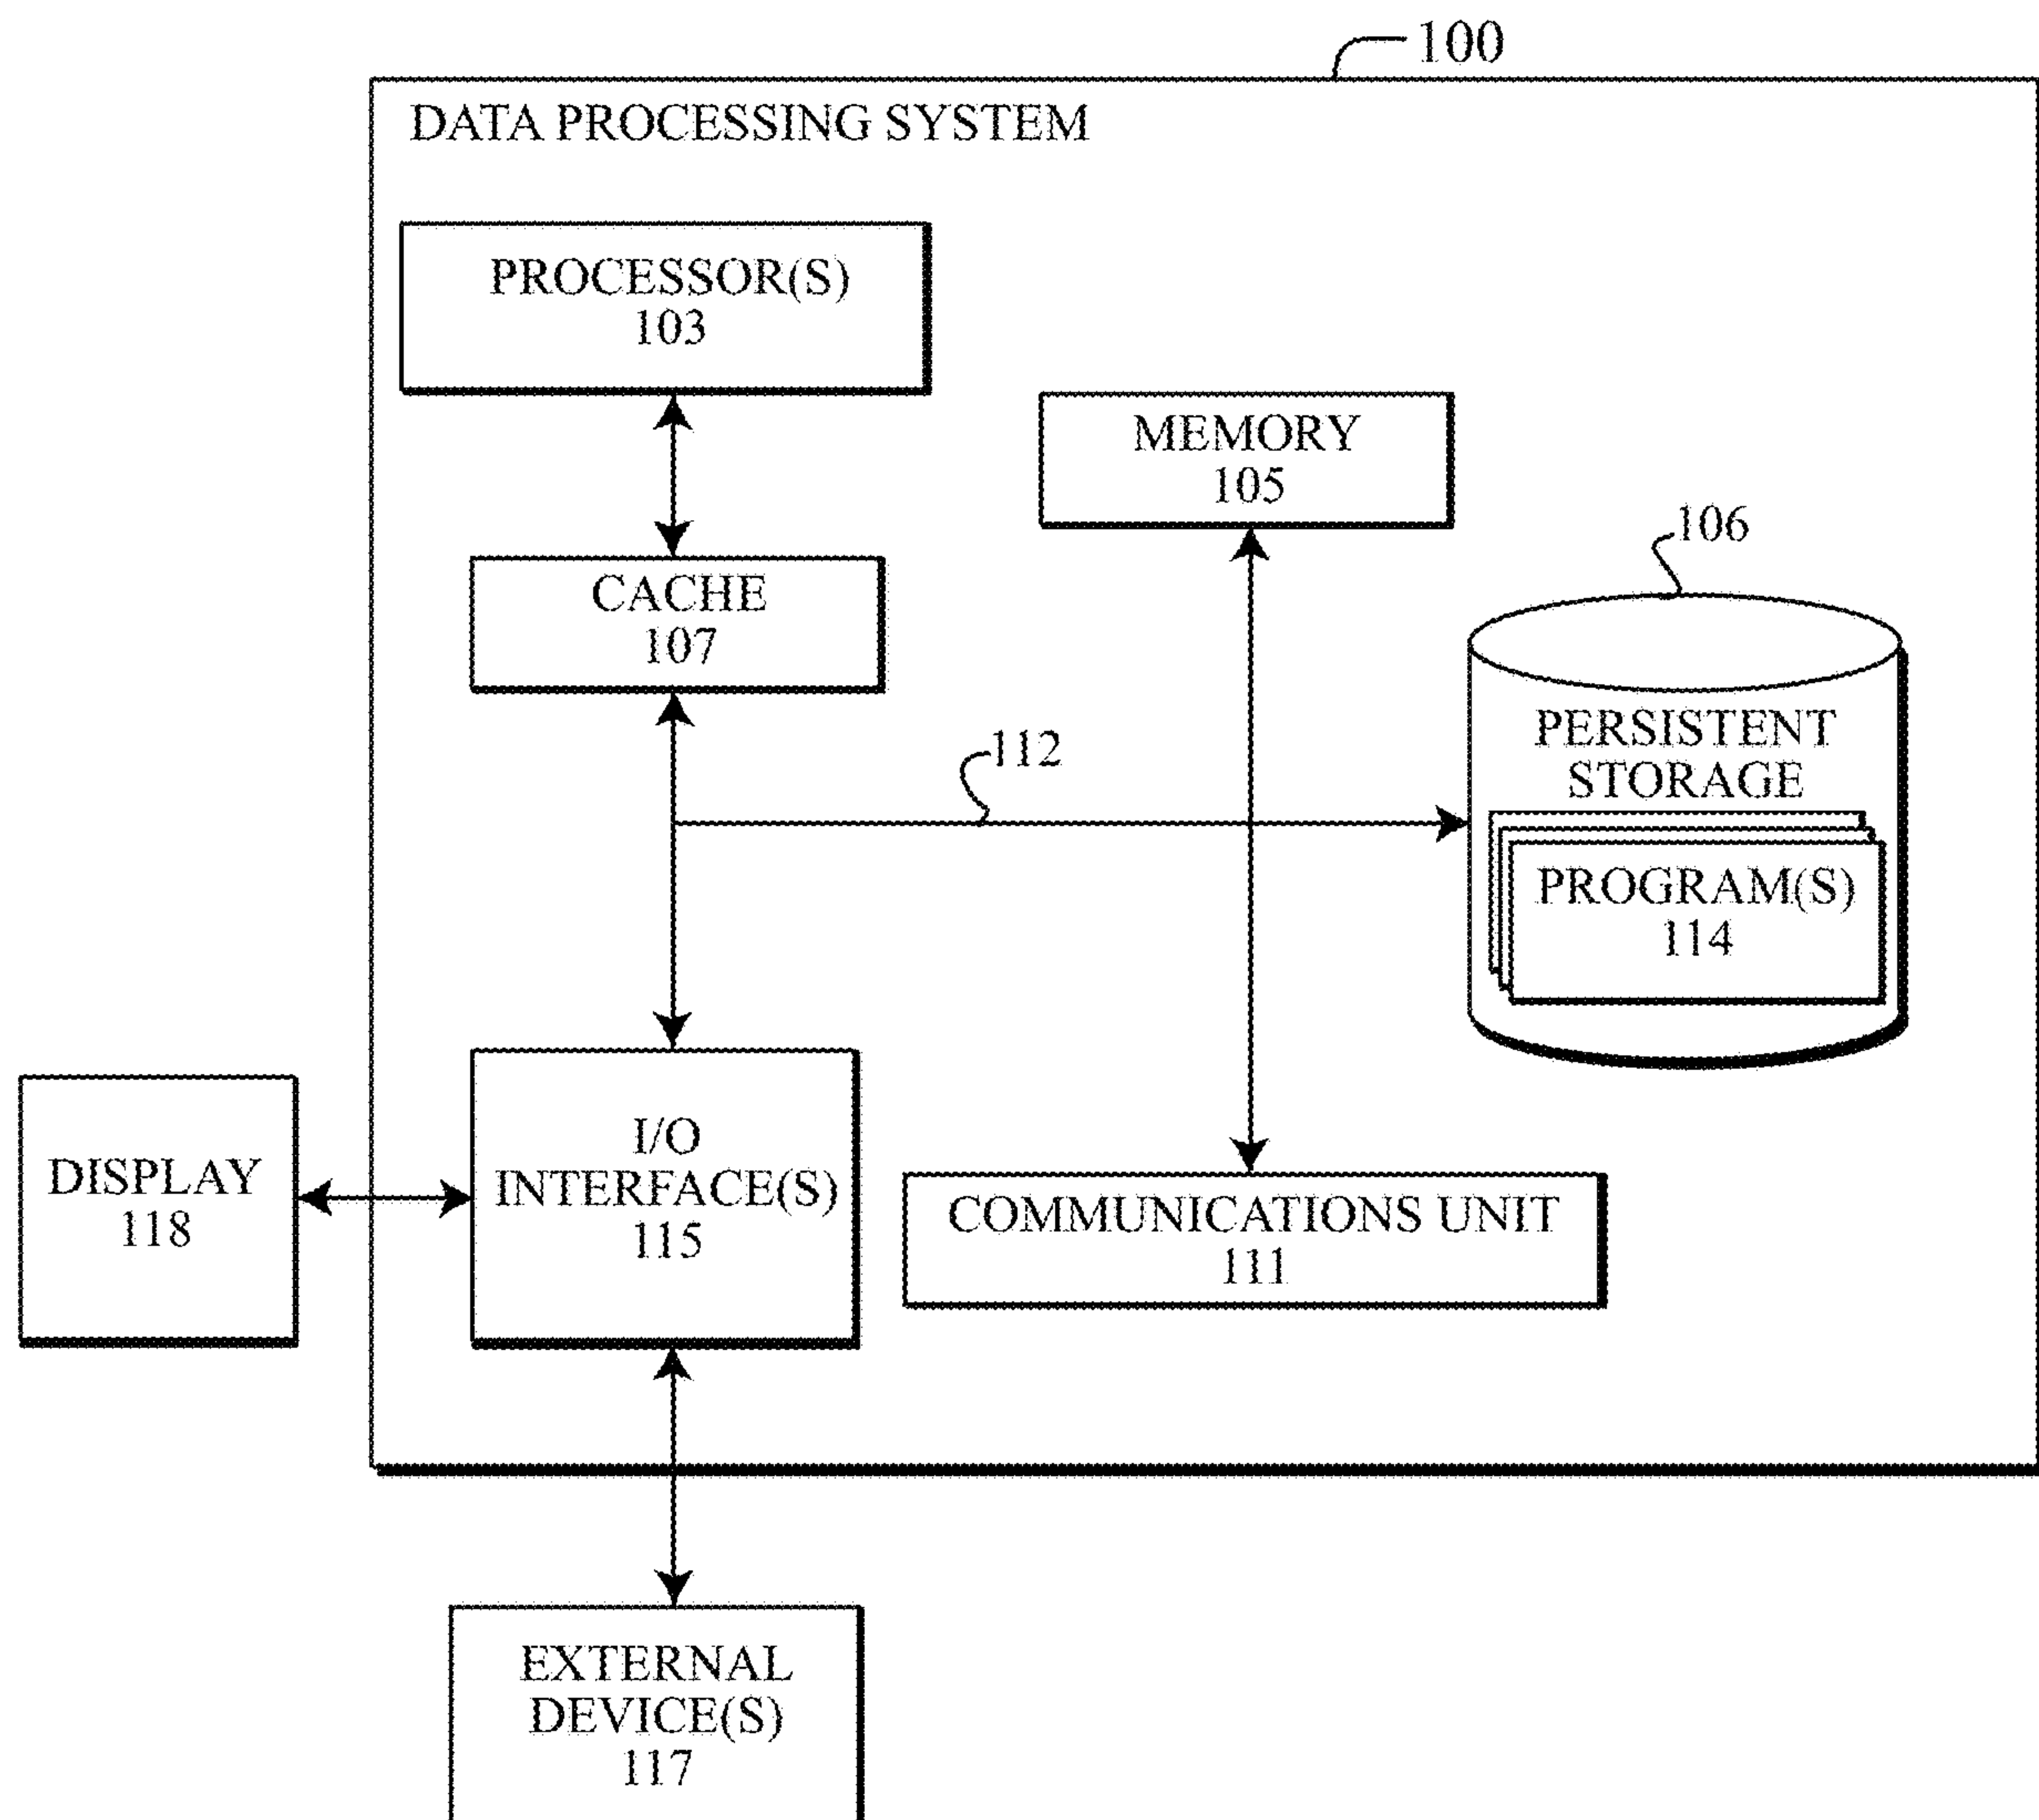 100
DATA PROCESSING SYSTEM
PROCESSOR(S)
103
MEMORY
105
106
CACHE
107
PERSISTENT
STORAGE
112
PROGRAM(S)
114
I/O
INTERFACE(S)
115
DISPLAY
118
COMMUNICATIONS UNIT
111
EXTERNAL
DEVICE(S)
117